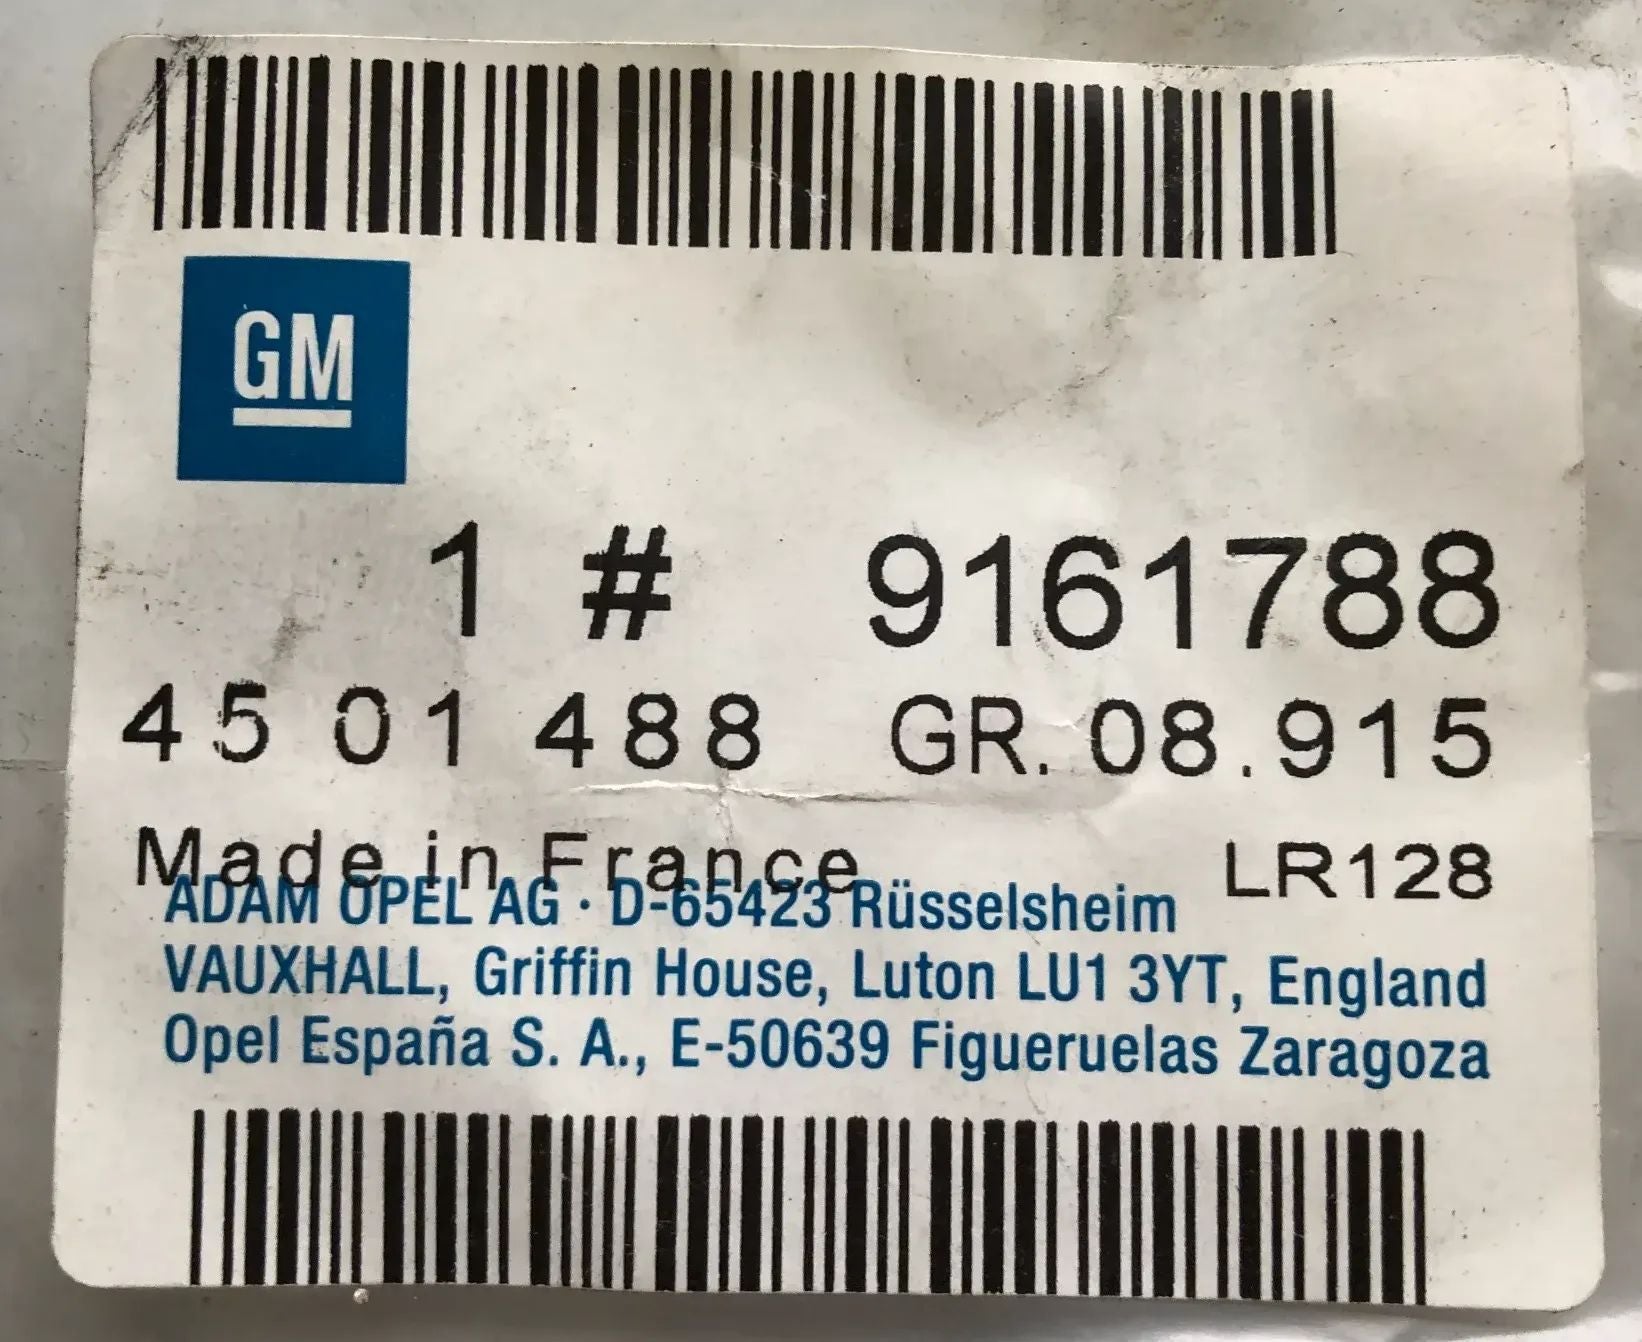 GM
1 # 9161788
45 01 488 GR. 08.915
Made in France LR128
ADAM OPEL AG · D-65423 Rüsselsheim
VAUXHALL, Griffin House, Luton LU1 3YT, England
Opel España S. A., E-50639 Figueruelas Zaragoza